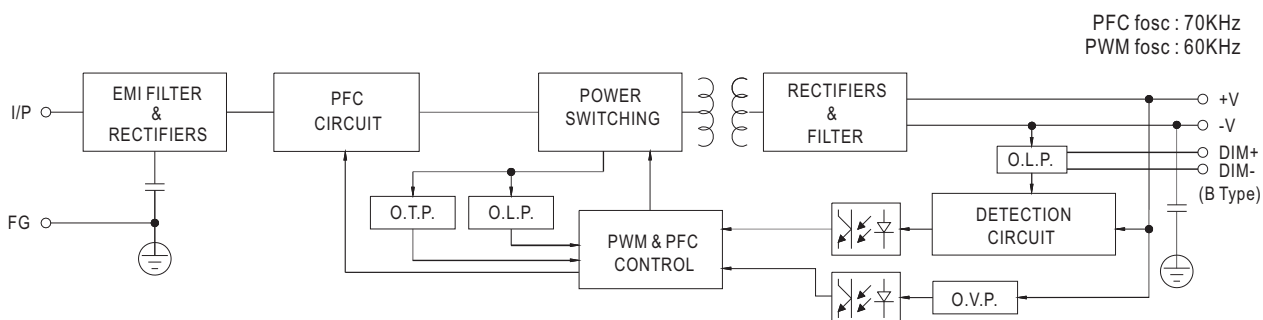 PFC fosc : 70KHz
PWM fosc : 60KHz
I/P
EMI FILTER
&
RECTIFIERS
PFC
CIRCUIT
POWER
SWITCHING
RECTIFIERS
&
FILTER
+V
-V
DIM+
DIM-
(B Type)
O.L.P.
FG
O.T.P.
O.L.P.
PWM & PFC
CONTROL
DETECTION
CIRCUIT
O.V.P.